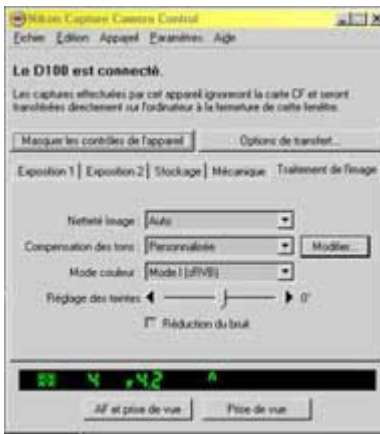 Nikon Capture Camera Control
Fichier Edition Appareil Paramètres Aide
Le D100 est connecté.
Les captures effectuées par cet appareil ignoreront la carte CF et seront
transférées directement sur l'ordinateur à la fermeture de cette fenêtre.
Masquer les contrôles de l'appareil Options de transfert...
Exposition 1 Exposition 2 Stockage Mécanique Traitement de l'image
Netteté Image: Auto
Compensation des tons: Personnalisée Modifier...
Mode couleur: Mode I (sRVB)
Réglage des teintes 0°
Réduction du bruit
4 4.2 A
AF et prise de vue Prise de vue